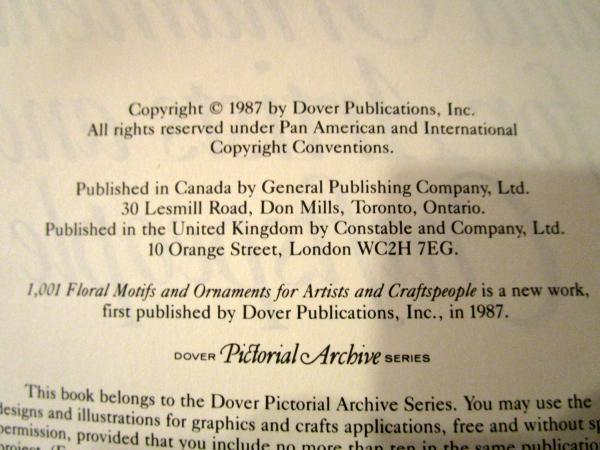 Copyright © 1987 by Dover Publications, Inc.
All rights reserved under Pan American and International
Copyright Conventions.
Published in Canada by General Publishing Company, Ltd.
30 Lesmill Road, Don Mills, Toronto, Ontario.
Published in the United Kingdom by Constable and Company, Ltd.
10 Orange Street, London WC2H 7EG.
1,001 Floral Motifs and Ornaments for Artists and Craftspeople is a new work,
first published by Dover Publications, Inc., in 1987.
DOVER Pictorial Archive SERIES
This book belongs to the Dover Pictorial Archive Series. You may use the
designs and illustrations for graphics and crafts applications, free and without
permission, provided that you include no more than ten in the same